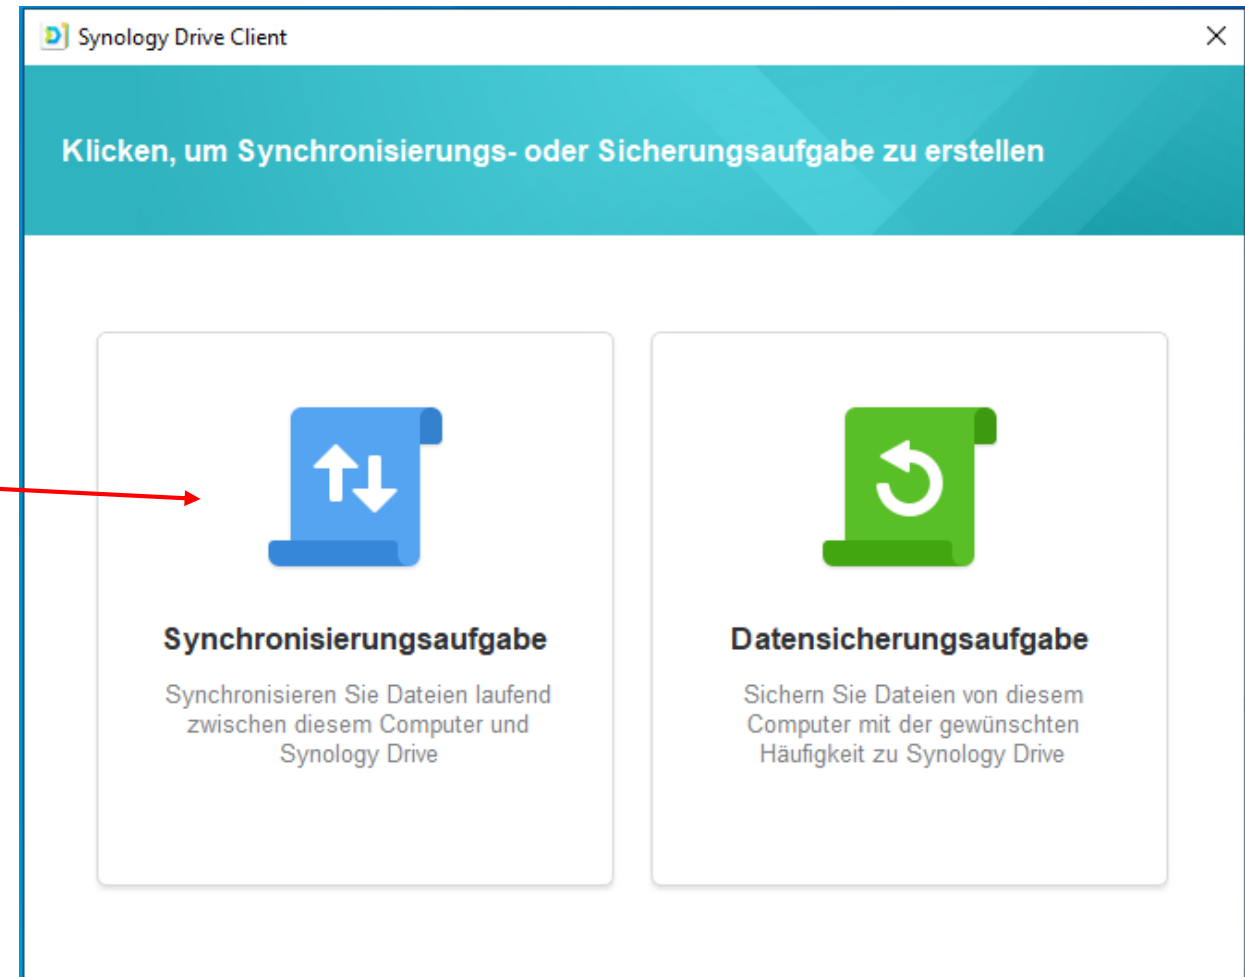 Synology Drive Client
Klicken, um Synchronisierungs- oder Sicherungsaufgabe zu erstellen
Synchronisierungsaufgabe
Synchronisieren Sie Dateien laufend
zwischen diesem Computer und
Synology Drive
Datensicherungsaufgabe
Sichern Sie Dateien von diesem
Computer mit der gewünschten
Häufigkeit zu Synology Drive